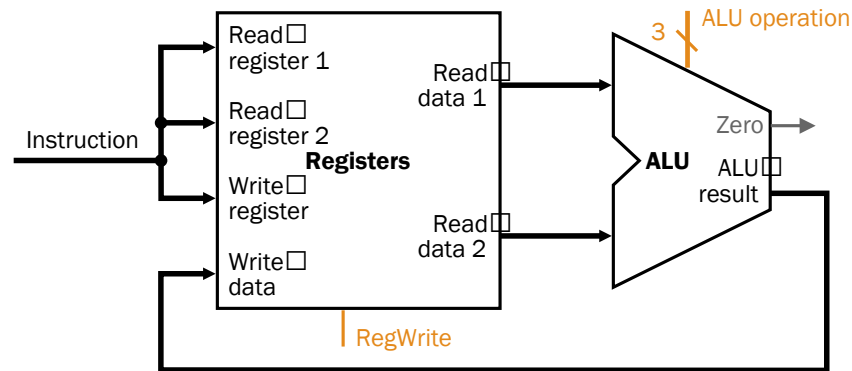 ALU operation
3
Read
register 1
Read
data 1
Read
register 2
Instruction
Registers
ALU
Zero
ALU
result
Write
register
Read
data 2
Write
data
RegWrite